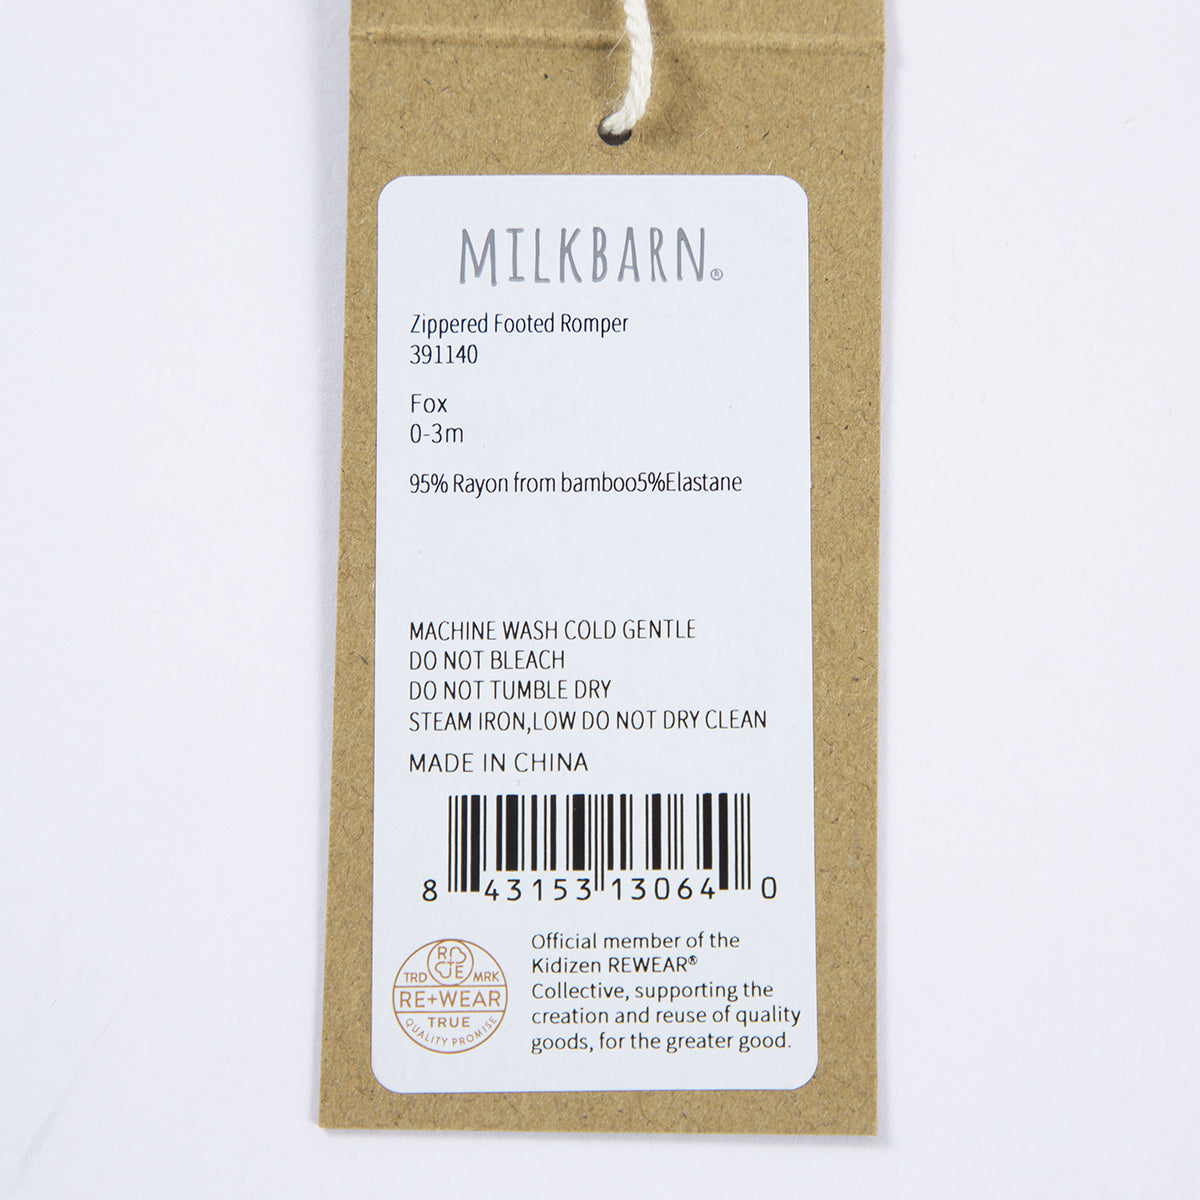 MILKBARN®
Zippered Footed Romper
391140
Fox
0-3m
95% Rayon from bamboo5%Elastane
MACHINE WASH COLD GENTLE
DO NOT BLEACH
DO NOT TUMBLE DRY
STEAM IRON,LOW DO NOT DRY CLEAN
MADE IN CHINA
8 43153 13064 0
R
TRD CE MRK
RE+WEAR
TRUE
QUALITY PROMISE
Official member of the
Kidizen REWEAR®
Collective, supporting the
creation and reuse of quality
goods, for the greater good.